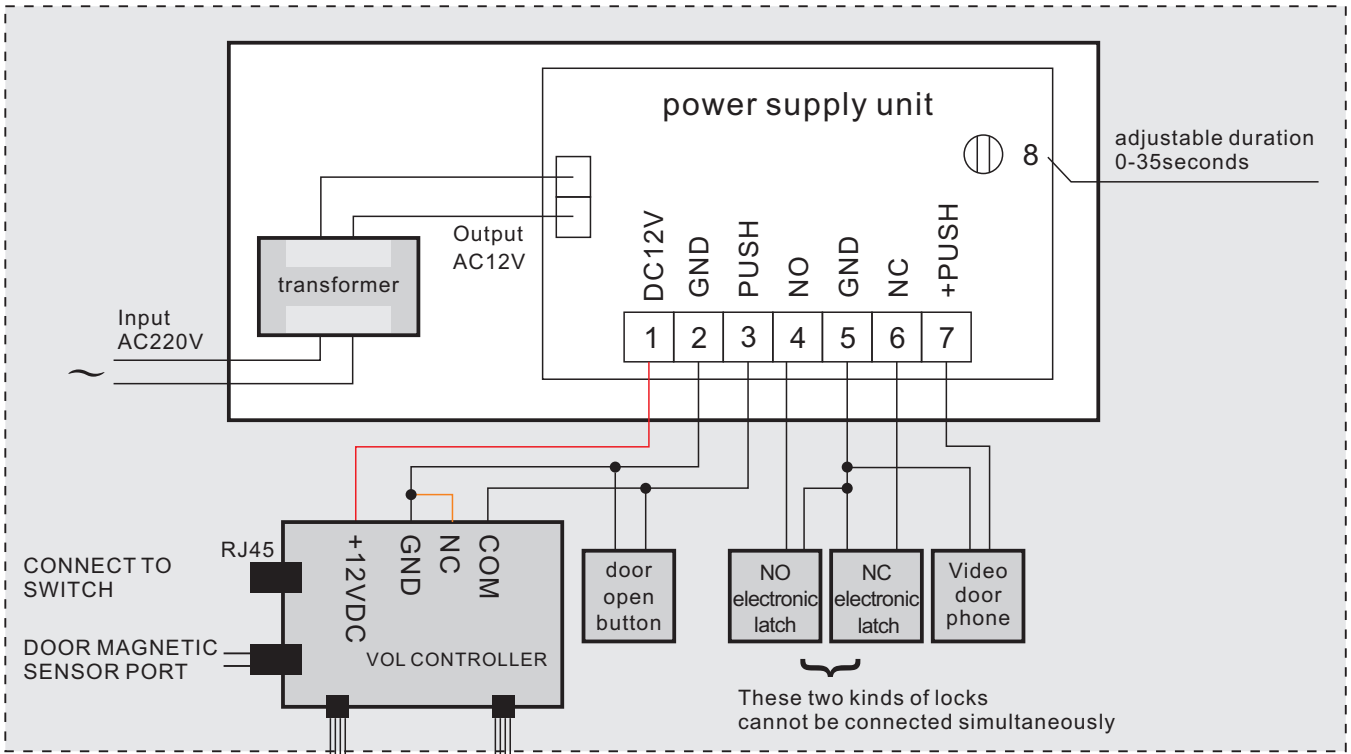 power supply unit
8
adjustable duration
0-35seconds
Output
AC12V
transformer
Input
AC220V
~
DC12V
GND
PUSH
NO
GND
NC
+PUSH
1 2 3 4 5 6 7
RJ45
CONNECT TO
SWITCH
DOOR MAGNETIC
SENSOR PORT
+12VDC
GND
NC
COM
VOL CONTROLLER
door
open
button
NO
electronic
latch
NC
electronic
latch
Video
door
phone
These two kinds of locks
cannot be connected simultaneously